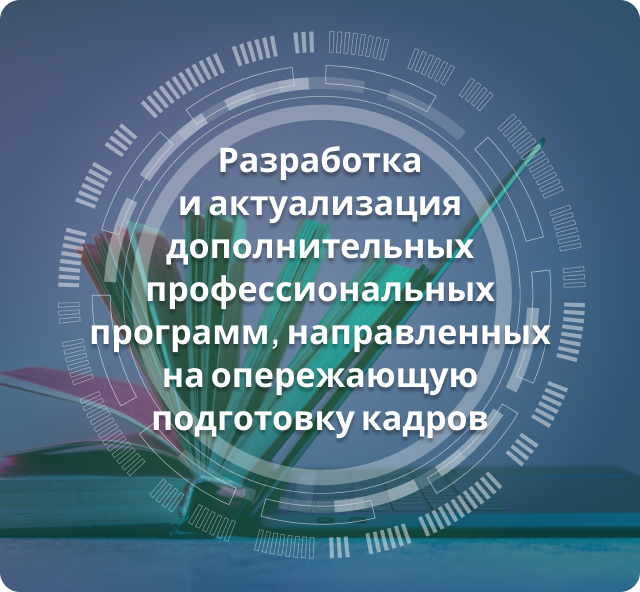 Разработка
и актуализация
дополнительных
профессиональных
программ, направленных
на опережающую
подготовку кадров